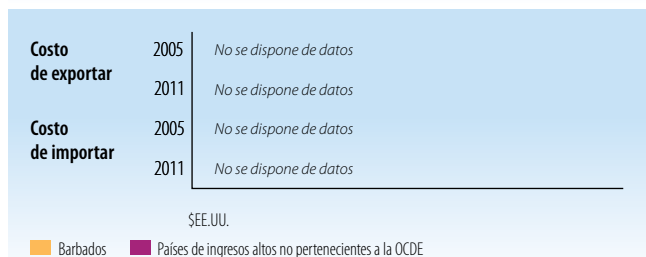 Costo
de exportar
2005 No se dispone de datos
2011 No se dispone de datos
Costo
de importar
2005 No se dispone de datos
2011 No se dispone de datos
$EE.UU.
Barbados Países de ingresos altos no pertenecientes a la OCDE